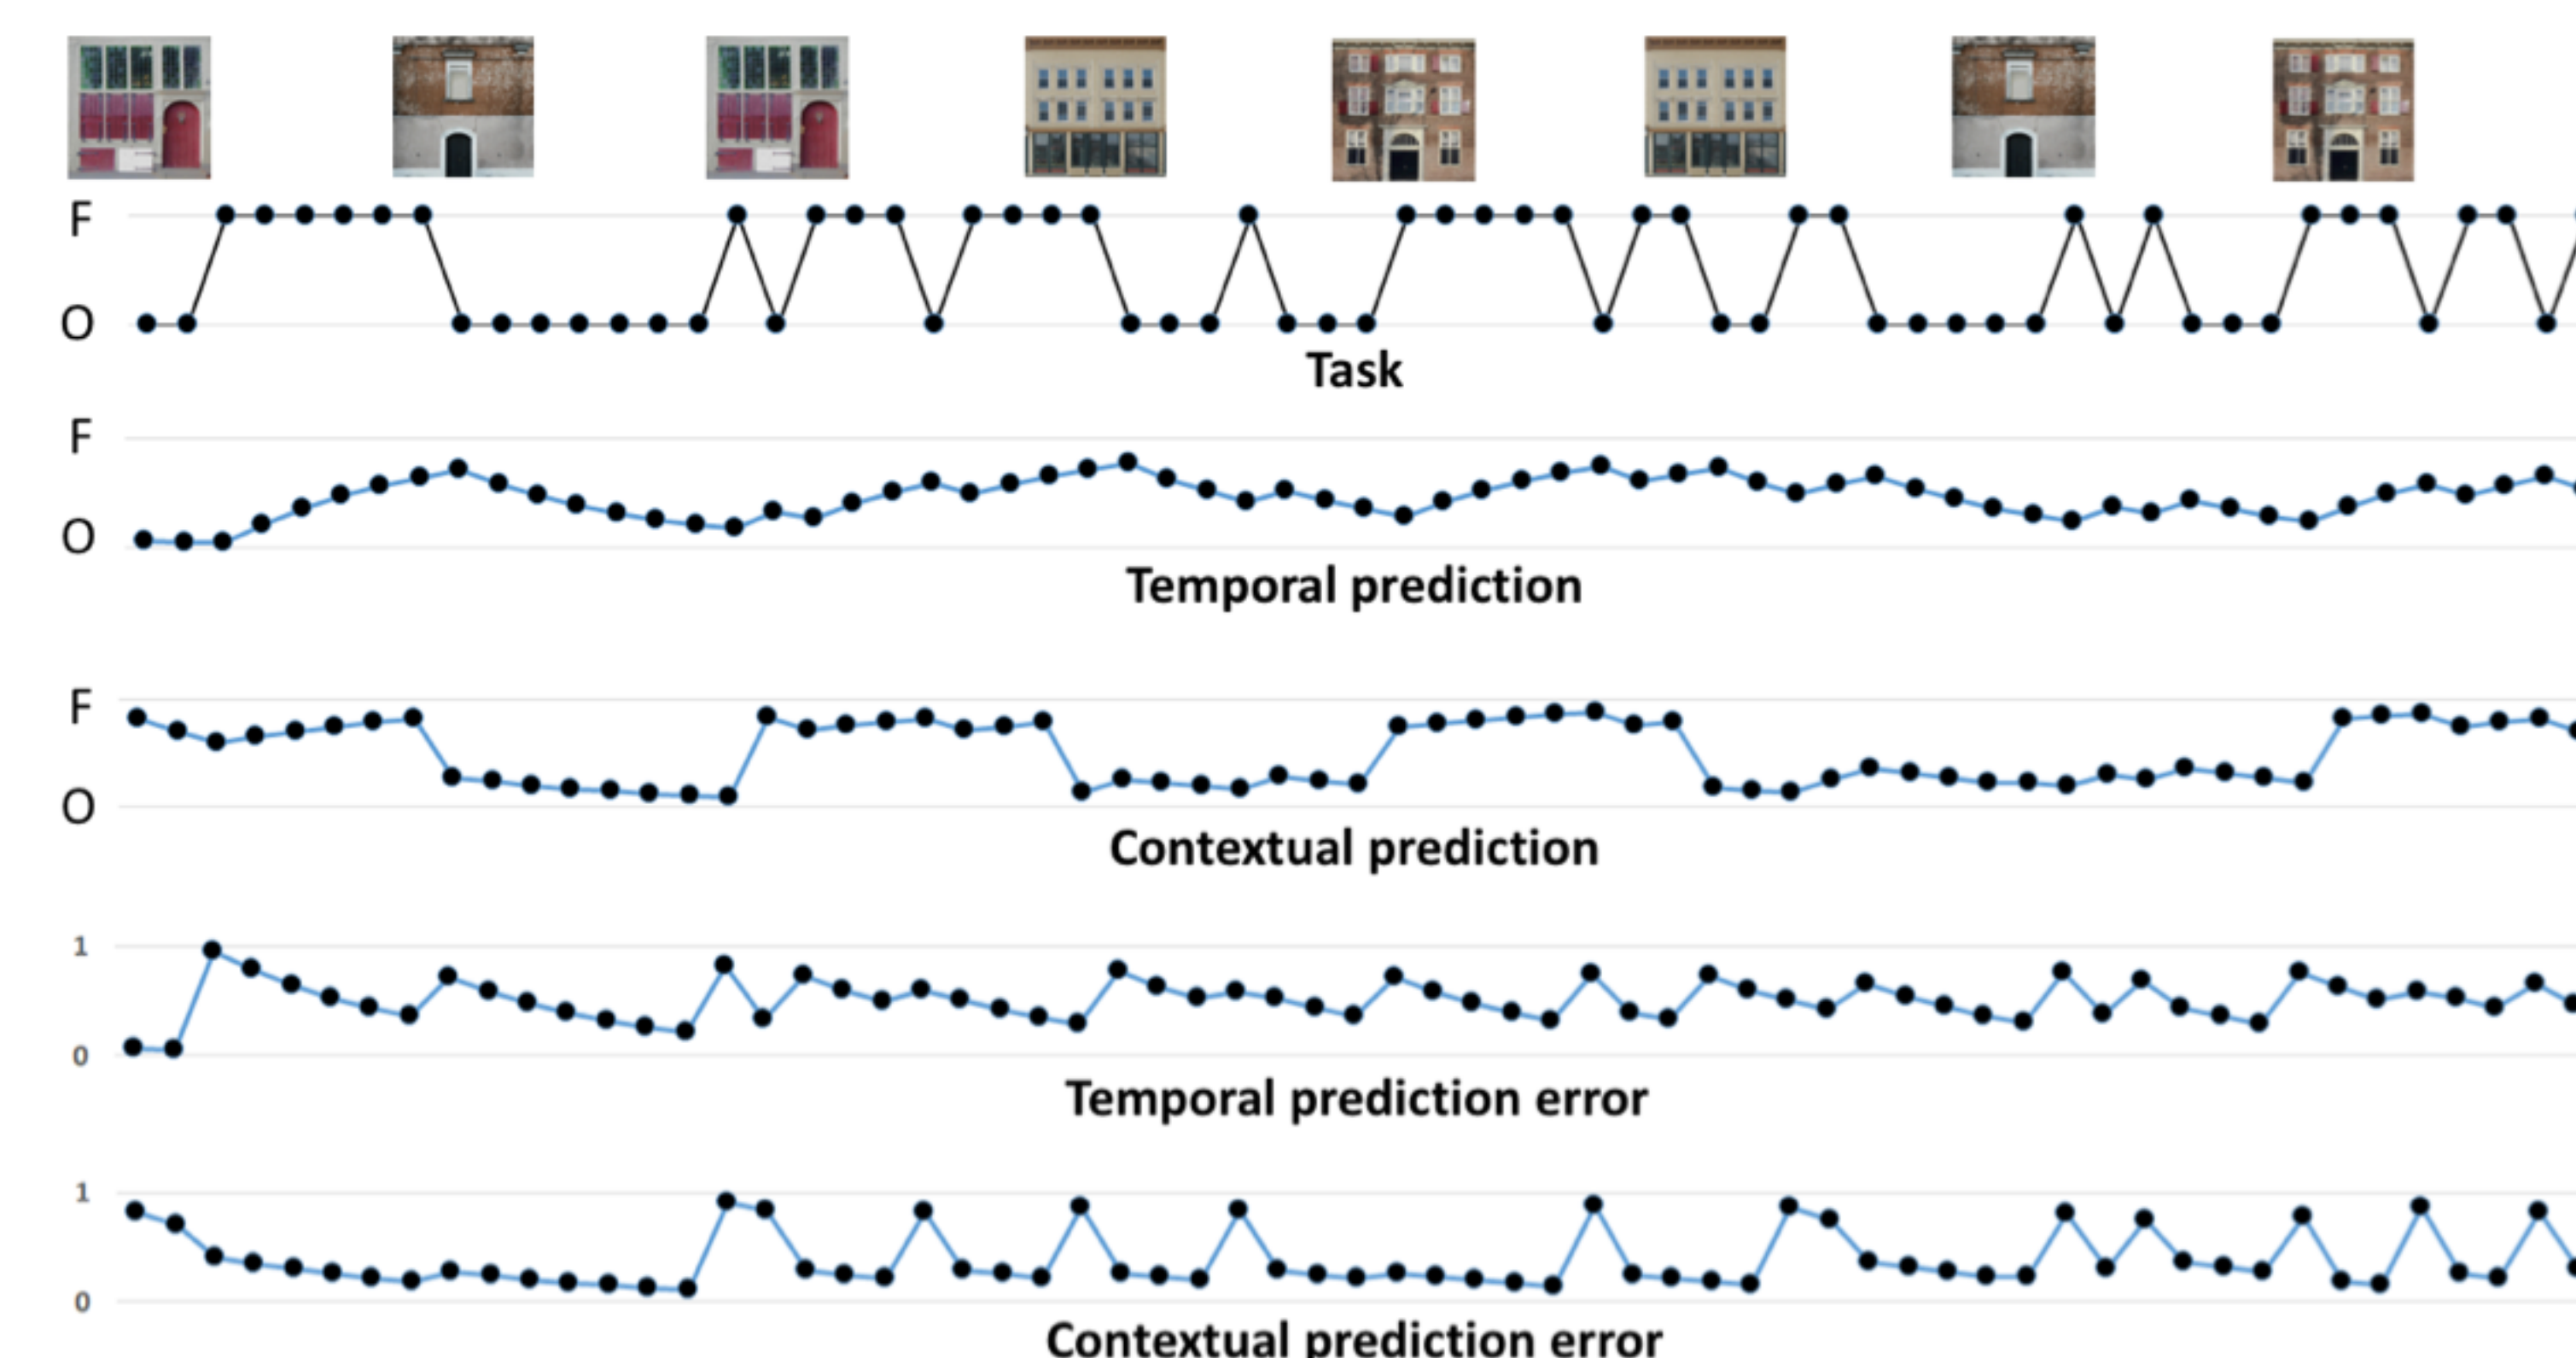 F
O
Task
F
O
Temporal prediction
F
O
Contextual prediction
1
0
Temporal prediction error
1
0
Contextual prediction error